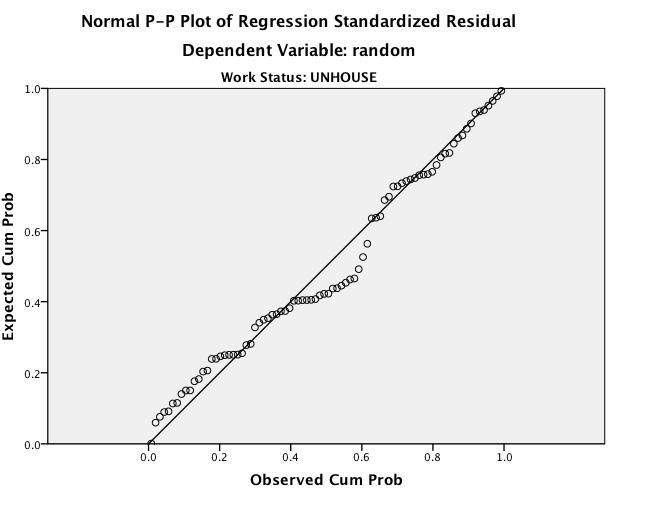 Normal P-P Plot of Regression Standardized Residual
Dependent Variable: random
Work Status: UNHOUSE
1.0
0.8
0.6
0.4
0.2
0.0
Expected Cum Prob
0.0 0.2 0.4 0.6 0.8 1.0
Observed Cum Prob